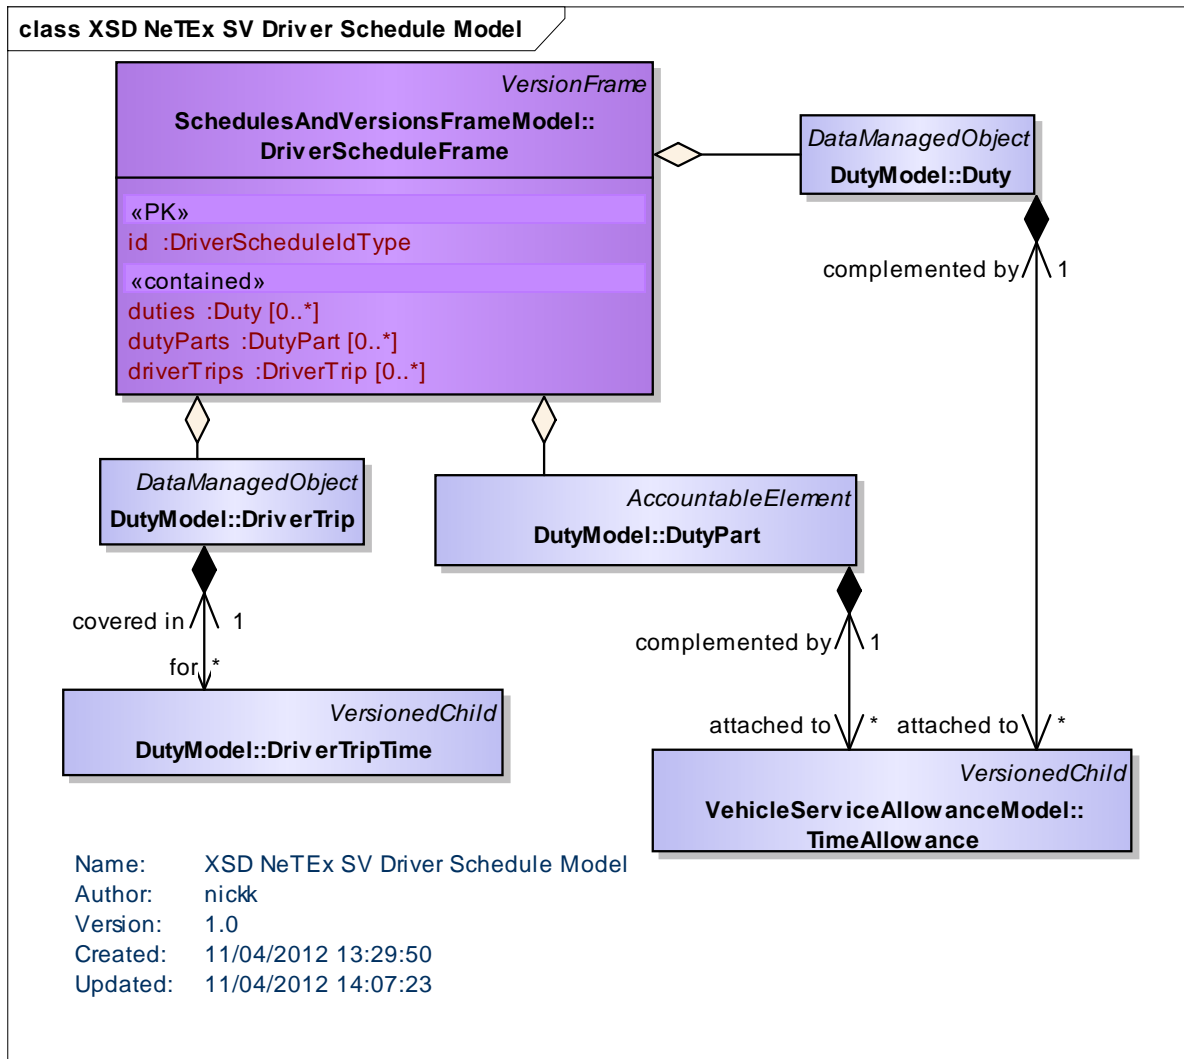 class XSD NeTEx SV Driver Schedule Model
VersionFrame
SchedulesAndVersionsFrameModel::
DriverScheduleFrame
«PK»
id :DriverScheduleIdType
«contained»
duties :Duty [0..*]
dutyParts :DutyPart [0..*]
driverTrips :DriverTrip [0..*]
DataManagedObject
DutyModel::Duty
complemented by 1
DataManagedObject
DutyModel::DriverTrip
AccountableElement
DutyModel::DutyPart
covered in 1
for *
complemented by 1
attached to *
attached to *
VersionedChild
DutyModel::DriverTripTime
VersionedChild
VehicleServiceAllowanceModel::
TimeAllowance
Name: XSD NeTEx SV Driver Schedule Model
Author: nickk
Version: 1.0
Created: 11/04/2012 13:29:50
Updated: 11/04/2012 14:07:23